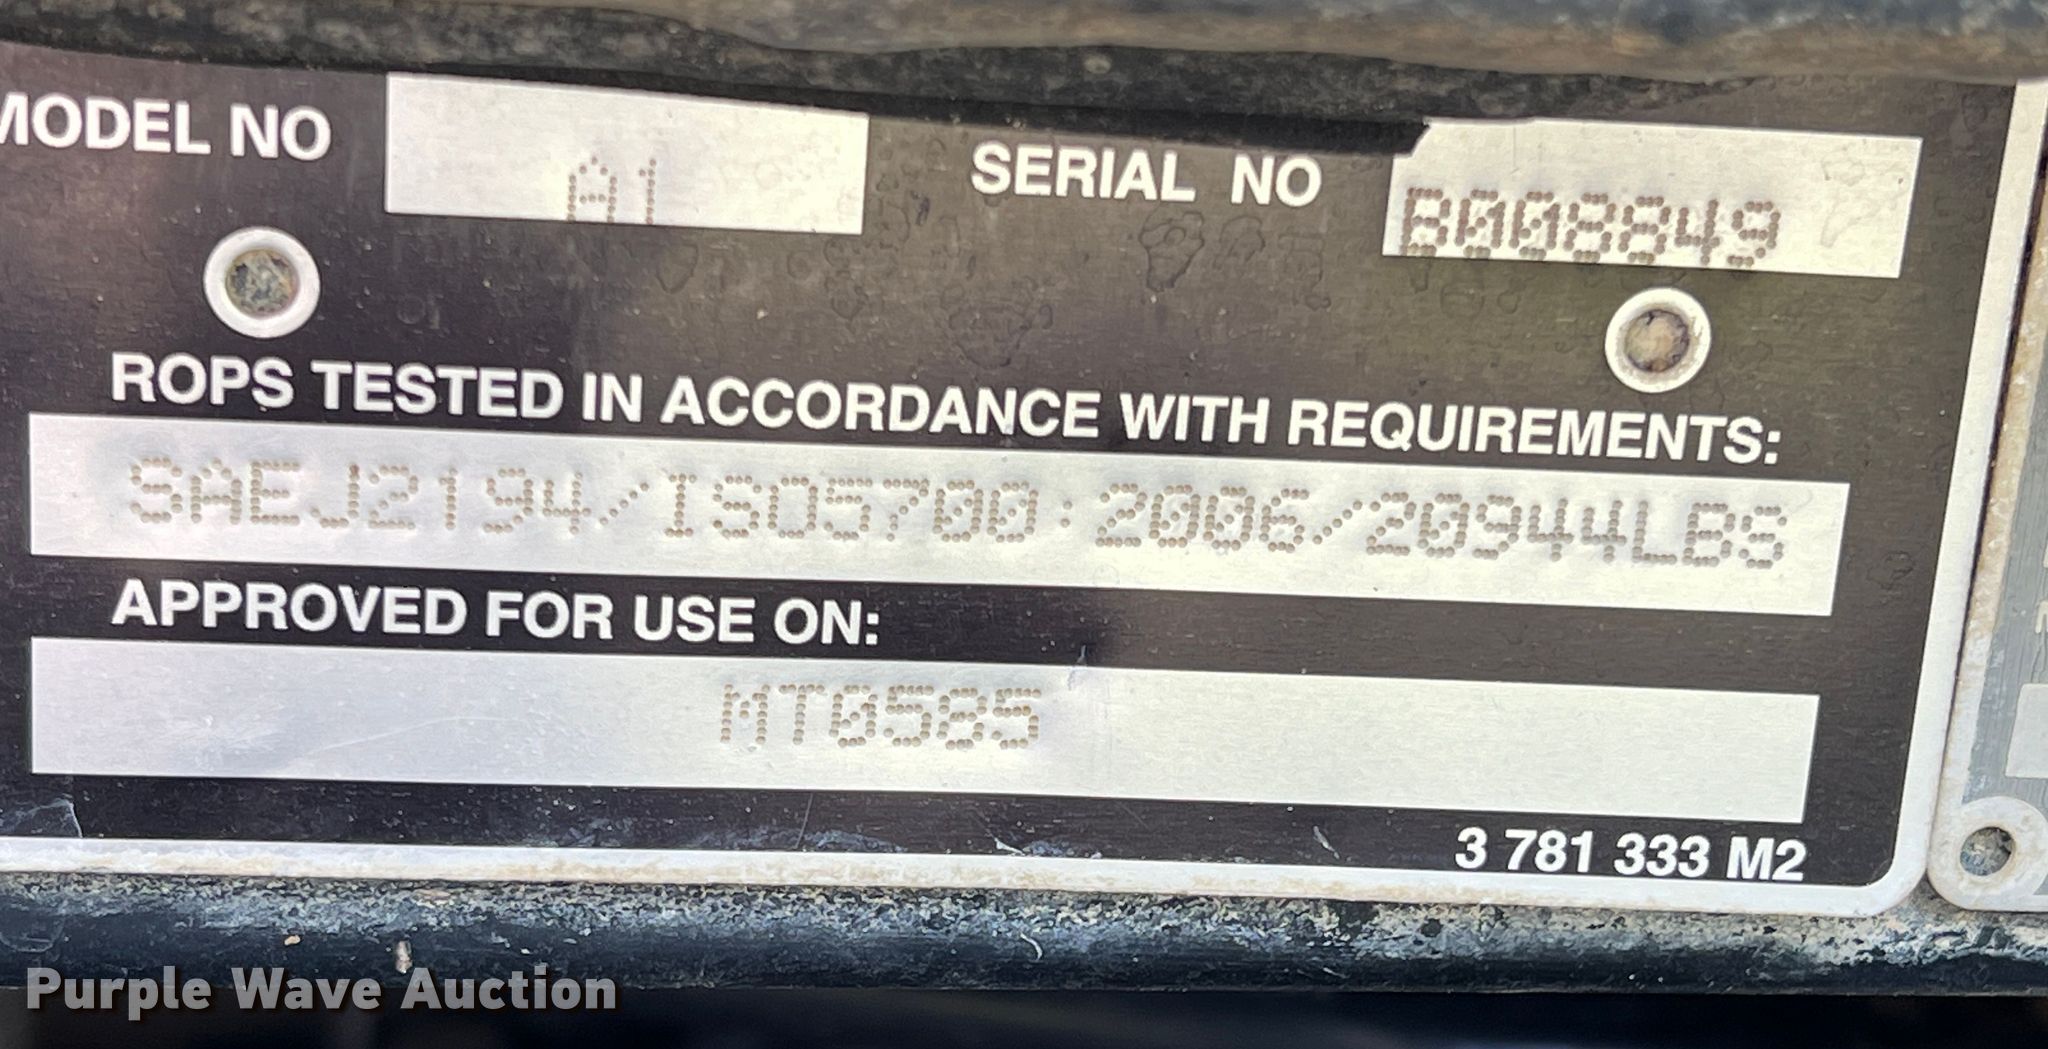 MODEL NO A1 SERIAL NO B008849
ROPS TESTED IN ACCORDANCE WITH REQUIREMENTS:
SAEJ2194/ISO5700:2006/20944LBS
APPROVED FOR USE ON:
MT0585
3 781 333 M2
Purple Wave Auction